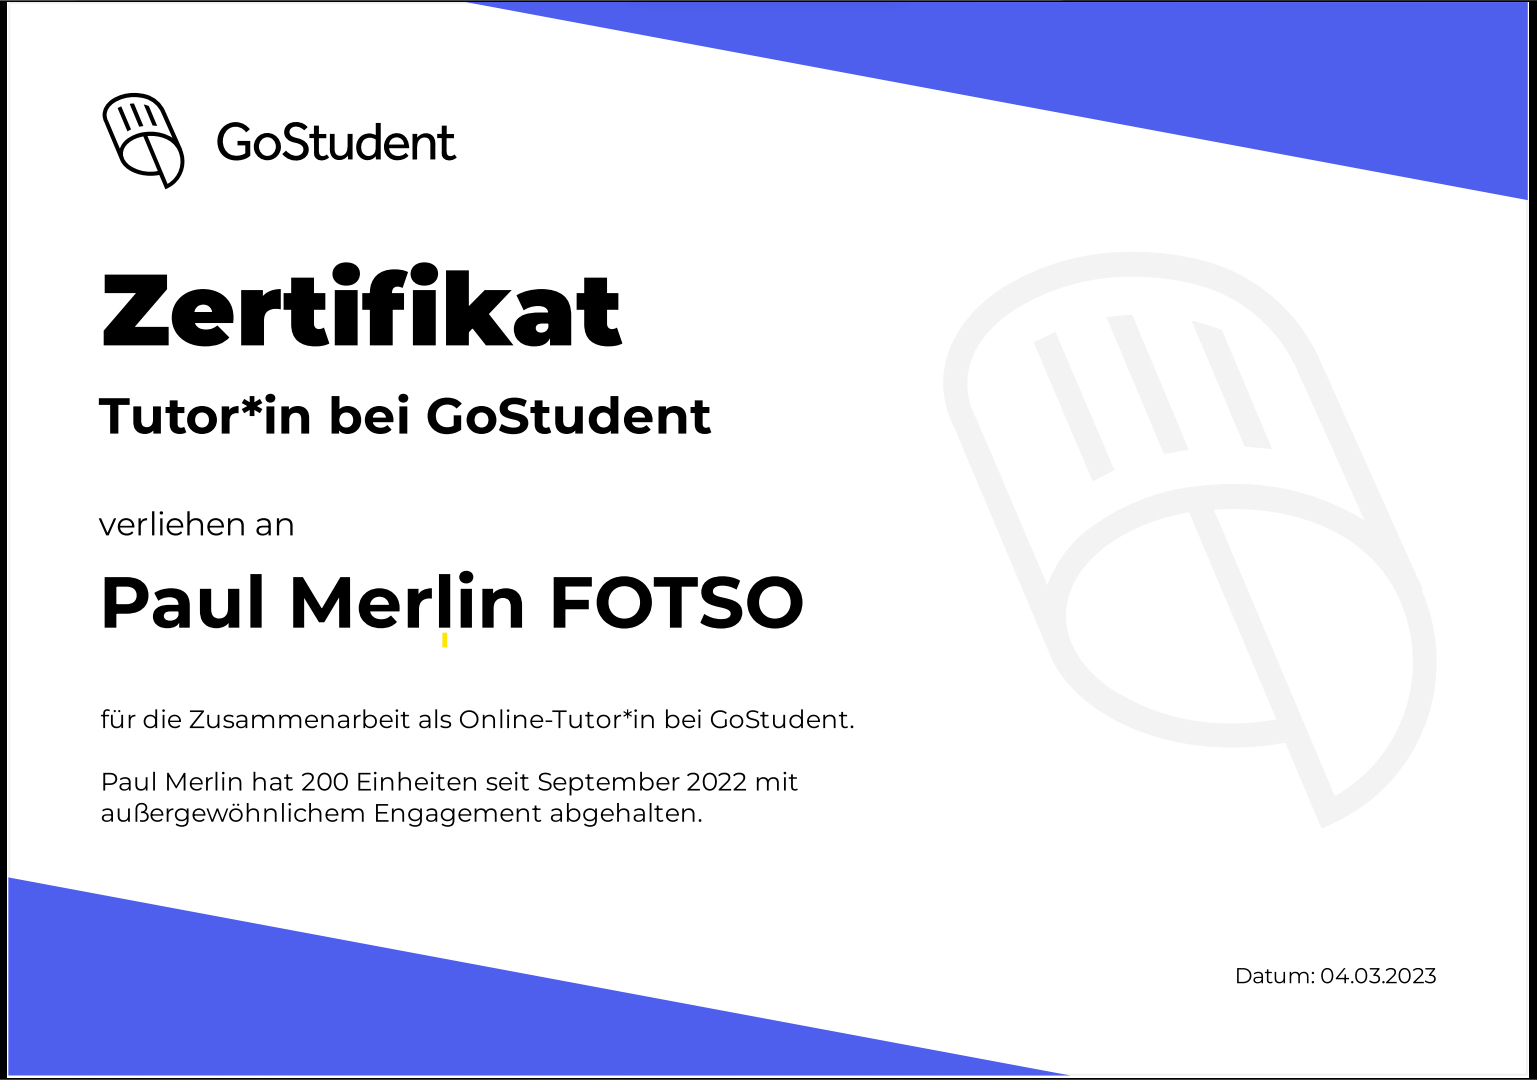 GoStudent
Zertifikat
Tutor*in bei GoStudent
verliehen an
Paul Merlin FOTSO
für die Zusammenarbeit als Online-Tutor*in bei GoStudent.
Paul Merlin hat 200 Einheiten seit September 2022 mit
außergewöhnlichem Engagement abgehalten.
Datum: 04.03.2023